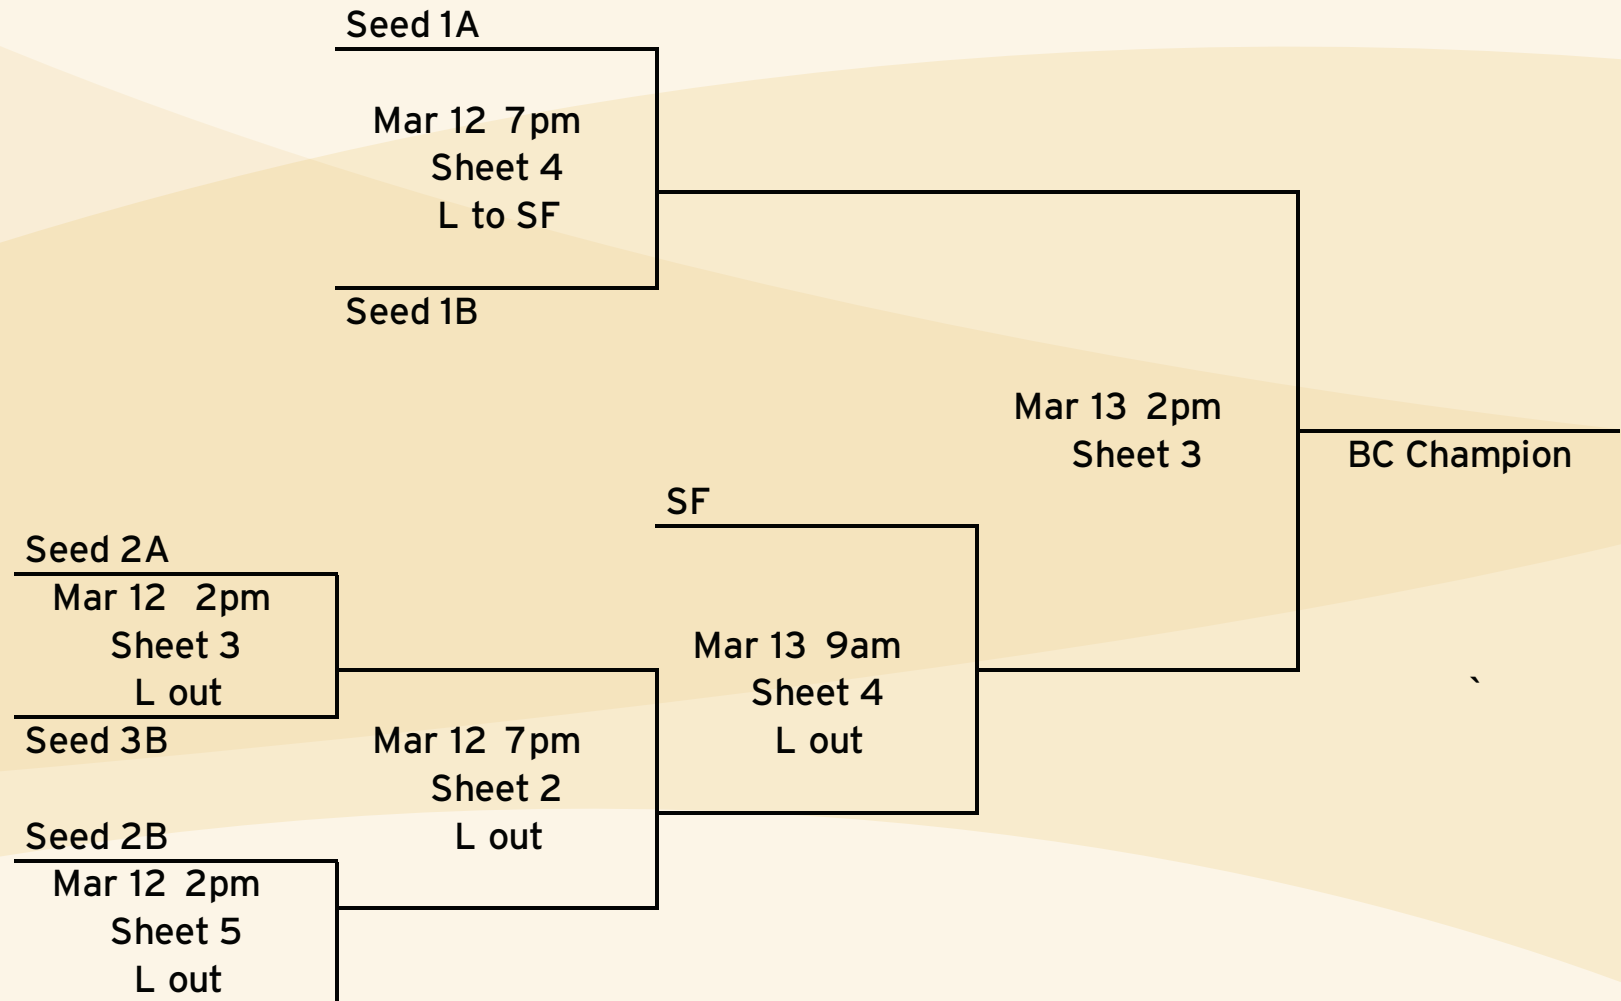 Seed 1A
Mar 12 7pm
Sheet 4
L to SF
Seed 1B
Mar 13 2pm
Sheet 3
BC Champion
SF
Seed 2A
Mar 12 2pm
Sheet 3
L out
Seed 3B
Mar 13 9am
Sheet 4
L out
`
Mar 12 7pm
Sheet 2
L out
Seed 2B
Mar 12 2pm
Sheet 5
L out